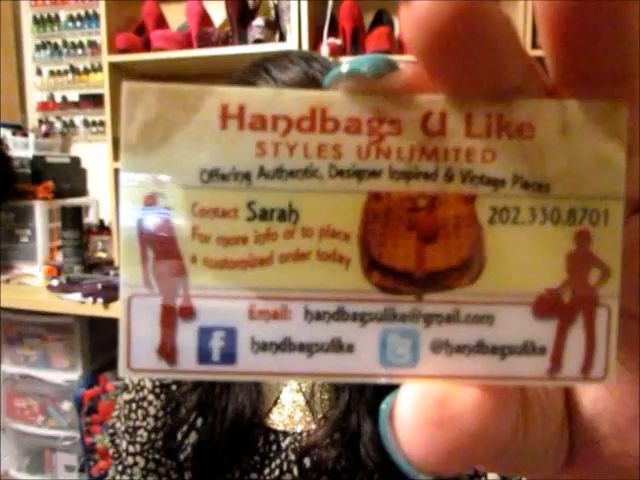 Handbags U Like
STYLES UNLIMITED
Offering Authentic, Designer Inspired & Vintage Pieces
Contact Sarah
202.330.8701
For more info or to place
a customized order today
Email: handbagsulike@gmail.com
f handbagsulike
@handbagsulike